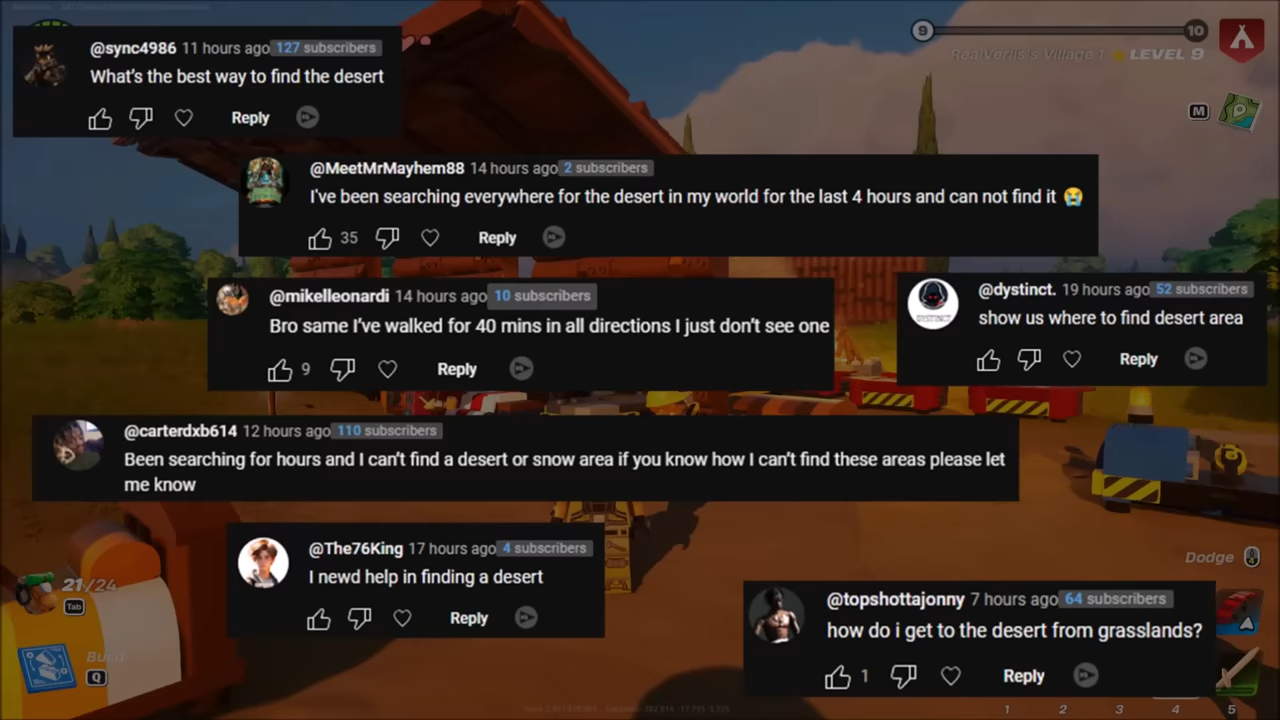 @sync4986 11 hours ago 127 subscribers
What's the best way to find the desert
Reply
9
10
RealVerlis's Village 1 LEVEL 9
M
@MeetMrMayhem88 14 hours ago 2 subscribers
I've been searching everywhere for the desert in my world for the last 4 hours and can not find it 😭
35 Reply
@mikelleonardi 14 hours ago 10 subscribers
Bro same I've walked for 40 mins in all directions I just don't see one
9 Reply
@dystinct. 19 hours ago 52 subscribers
show us where to find desert area
Reply
@carterdxb614 12 hours ago 110 subscribers
Been searching for hours and I can't find a desert or snow area if you know how I can't find these areas please let
me know
@The76King 17 hours ago 4 subscribers
I newd help in finding a desert
Reply
Dodge
21/24
Tab
Build
Q
@topshottajonny 7 hours ago 64 subscribers
how do i get to the desert from grasslands?
1 Reply
1 2 3 4 5